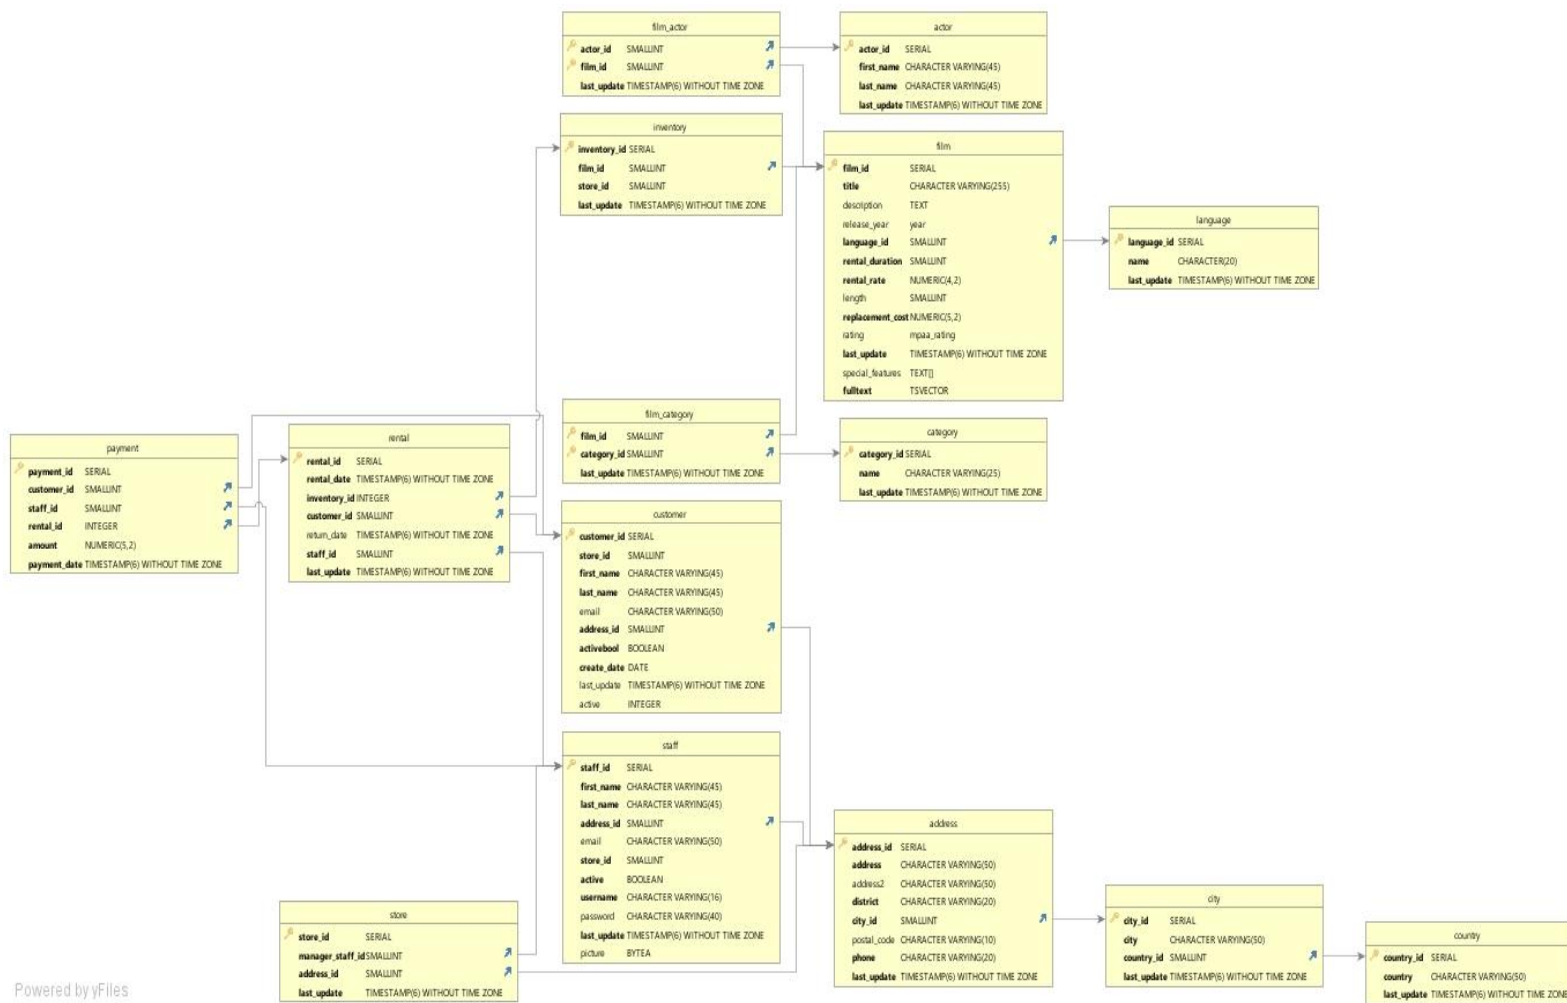 film_actor
actor_id SMALLINT
film_id SMALLINT
last_update TIMESTAMP(6) WITHOUT TIME ZONE
actor
actor_id SERIAL
first_name CHARACTER VARYING(45)
last_name CHARACTER VARYING(45)
last_update TIMESTAMP(6) WITHOUT TIME ZONE
inventory
inventory_id SERIAL
film_id SMALLINT
store_id SMALLINT
last_update TIMESTAMP(6) WITHOUT TIME ZONE
film
film_id SERIAL
title CHARACTER VARYING(255)
description TEXT
release_year year
language_id SMALLINT
rental_duration SMALLINT
rental_rate NUMERIC(4,2)
length SMALLINT
replacement_cost NUMERIC(5,2)
rating mpaa_rating
last_update TIMESTAMP(6) WITHOUT TIME ZONE
special_features TEXT[]
fulltext TSVECTOR
language
language_id SERIAL
name CHARACTER(20)
last_update TIMESTAMP(6) WITHOUT TIME ZONE
payment
payment_id SERIAL
customer_id SMALLINT
staff_id SMALLINT
rental_id INTEGER
amount NUMERIC(5,2)
payment_date TIMESTAMP(6) WITHOUT TIME ZONE
rental
rental_id SERIAL
rental_date TIMESTAMP(6) WITHOUT TIME ZONE
inventory_id INTEGER
customer_id SMALLINT
return_date TIMESTAMP(6) WITHOUT TIME ZONE
staff_id SMALLINT
last_update TIMESTAMP(6) WITHOUT TIME ZONE
film_category
film_id SMALLINT
category_id SMALLINT
last_update TIMESTAMP(6) WITHOUT TIME ZONE
category
category_id SERIAL
name CHARACTER VARYING(25)
last_update TIMESTAMP(6) WITHOUT TIME ZONE
customer
customer_id SERIAL
store_id SMALLINT
first_name CHARACTER VARYING(45)
last_name CHARACTER VARYING(45)
email CHARACTER VARYING(50)
address_id SMALLINT
activebool BOOLEAN
create_date DATE
last_update TIMESTAMP(6) WITHOUT TIME ZONE
active INTEGER
staff
staff_id SERIAL
first_name CHARACTER VARYING(45)
last_name CHARACTER VARYING(45)
address_id SMALLINT
email CHARACTER VARYING(50)
store_id SMALLINT
active BOOLEAN
username CHARACTER VARYING(16)
password CHARACTER VARYING(40)
last_update TIMESTAMP(6) WITHOUT TIME ZONE
picture BYTEA
store
store_id SERIAL
manager_staff_id SMALLINT
address_id SMALLINT
last_update TIMESTAMP(6) WITHOUT TIME ZONE
address
address_id SERIAL
address CHARACTER VARYING(50)
address2 CHARACTER VARYING(50)
district CHARACTER VARYING(20)
city_id SMALLINT
postal_code CHARACTER VARYING(10)
phone CHARACTER VARYING(20)
last_update TIMESTAMP(6) WITHOUT TIME ZONE
city
city_id SERIAL
city CHARACTER VARYING(50)
country_id SMALLINT
last_update TIMESTAMP(6) WITHOUT TIME ZONE
country
country_id SERIAL
country CHARACTER VARYING(50)
last_update TIMESTAMP(6) WITHOUT TIME ZONE
Powered by yFiles